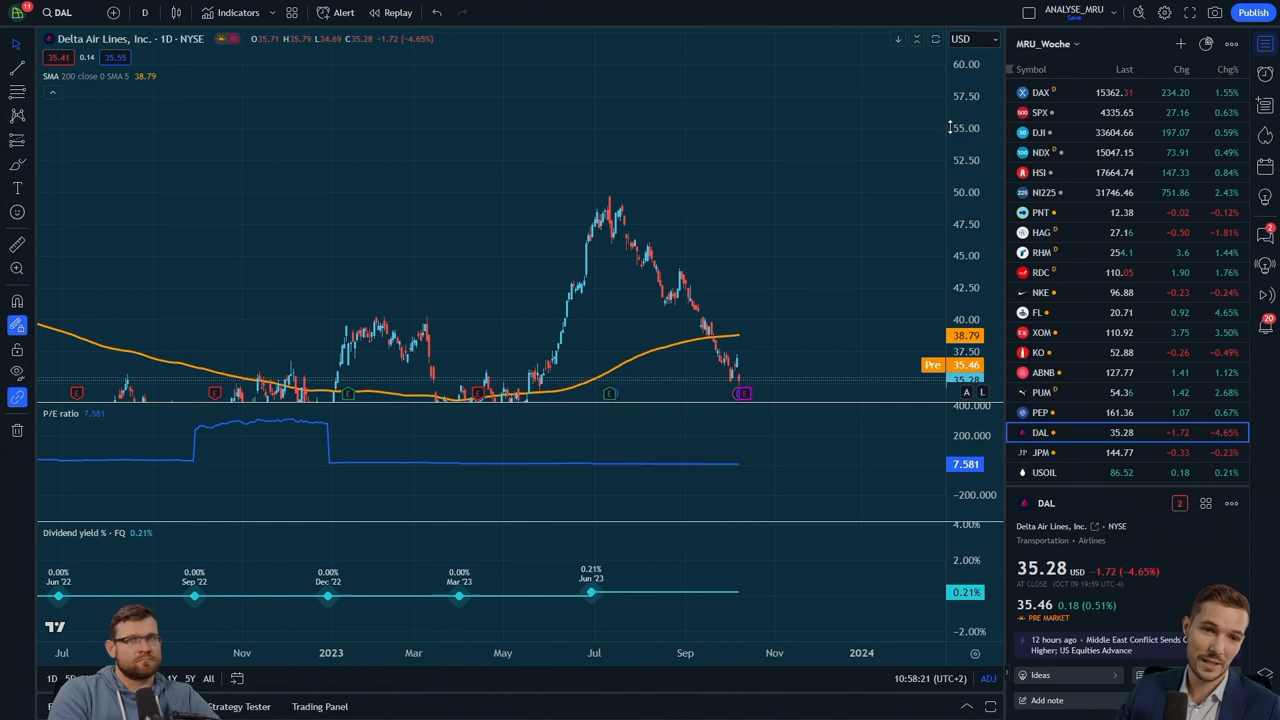 11
DAL
D
Indicators
Alert
Replay
ANALYSE_MRU
Save
Publish
Delta Air Lines, Inc. · 1D · NYSE
O35.71 H35.79 L34.69 C35.28 −1.72 (−4.65%)
35.41 0.14 35.55
SMA 200 close 0 SMA 5 38.79
USD
60.00
57.50
55.00
52.50
50.00
47.50
45.00
42.50
40.00
38.79
37.50
Pre 35.46
35.28
A L
E E E E E E
P/E ratio 7.581
400.000
200.000
7.581
−200.000
Dividend yield % · FQ 0.21%
4.00%
2.00%
0.21%
−2.00%
0.00% 0.00% 0.00% 0.00% 0.21%
Jun '22 Sep '22 Dec '22 Mar '23 Jun '23
Jul Nov 2023 Mar May Jul Sep Nov 2024
1D 5D 1Y 5Y All
10:58:21 (UTC+2) ADJ
Strategy Tester Trading Panel
MRU_Woche
Symbol Last Chg Chg%
DAX D 15362.31 234.20 1.55%
SPX 4335.65 27.16 0.63%
DJI 33604.66 197.07 0.59%
NDX D 15047.15 73.91 0.49%
HSI 17664.74 147.33 0.84%
NI225 31746.46 751.86 2.43%
PNT 12.38 −0.02 −0.12%
HAG D 27.16 −0.50 −1.81%
RHM D 254.1 3.6 1.44%
RDC D 110.05 1.90 1.76%
NKE 96.88 −0.23 −0.24%
FL 20.71 0.92 4.65%
XOM 110.92 3.75 3.50%
KO 52.88 −0.26 −0.49%
ABNB 127.77 1.41 1.12%
PUM D 54.36 1.42 2.68%
PEP 161.36 1.07 0.67%
DAL 35.28 −1.72 −4.65%
JPM 144.77 −0.33 −0.23%
USOIL 86.52 0.18 0.21%
DAL
2
Delta Air Lines, Inc. · NYSE
Transportation · Airlines
35.28 USD −1.72 (−4.65%)
AT CLOSE (OCT 09 19:59 UTC-4)
35.46 0.18 (0.51%)
PRE MARKET
12 hours ago · Middle East Conflict Sends
Higher; US Equities Advance
Ideas
Add note
2
20